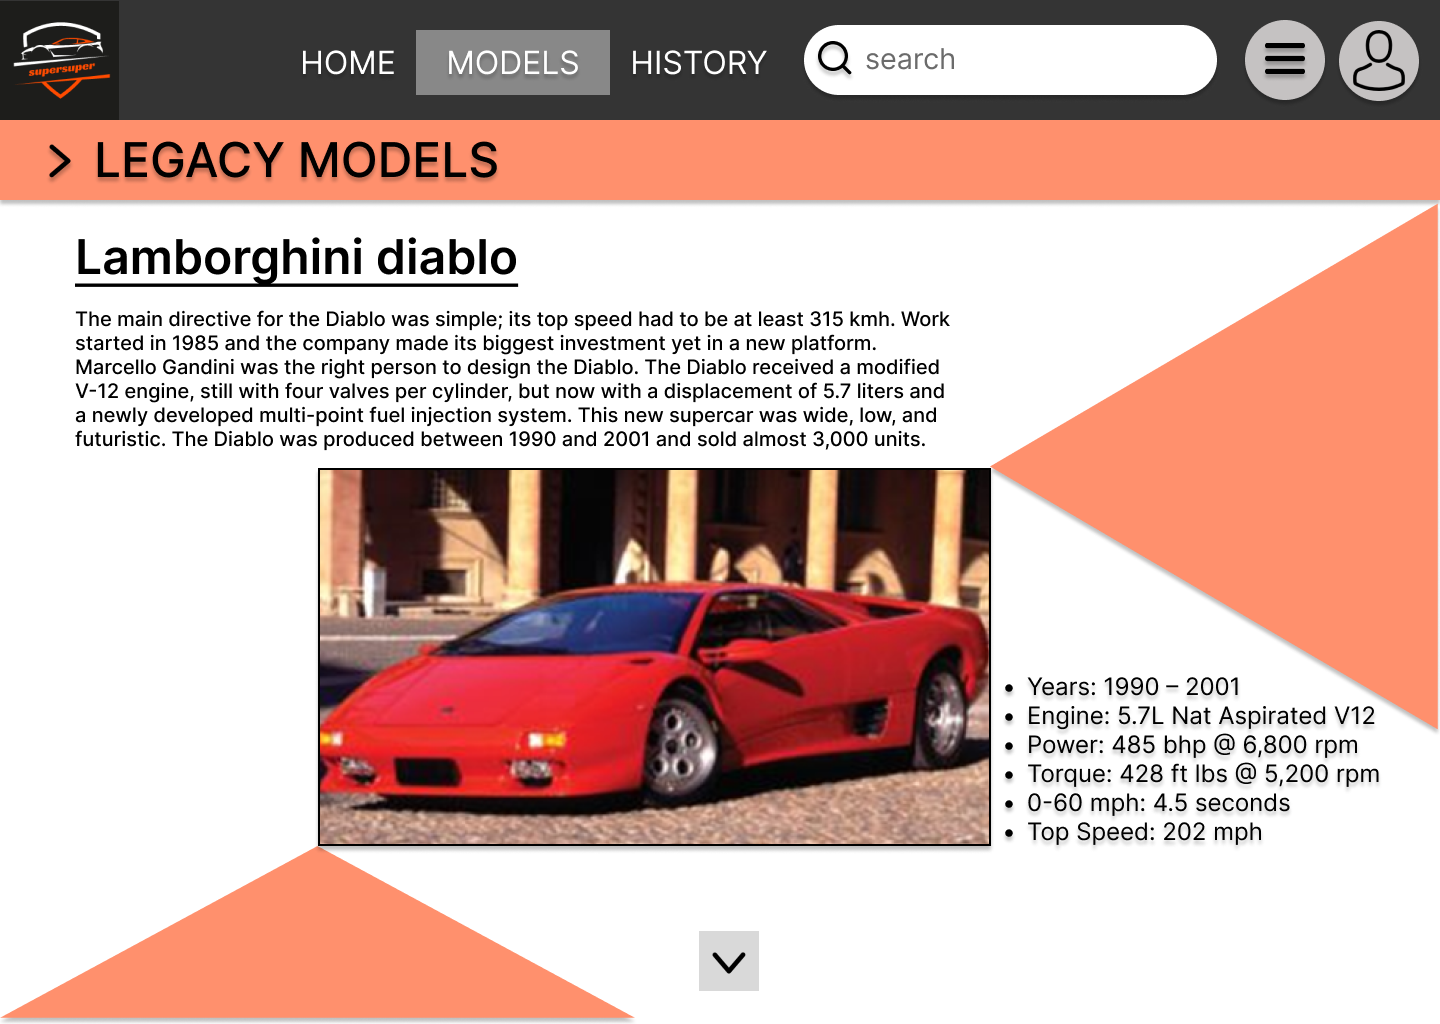 supersuper
HOME
MODELS
HISTORY
search
> LEGACY MODELS
Lamborghini diablo
The main directive for the Diablo was simple; its top speed had to be at least 315 kmh. Work
started in 1985 and the company made its biggest investment yet in a new platform.
Marcello Gandini was the right person to design the Diablo. The Diablo received a modified
V-12 engine, still with four valves per cylinder, but now with a displacement of 5.7 liters and
a newly developed multi-point fuel injection system. This new supercar was wide, low, and
futuristic. The Diablo was produced between 1990 and 2001 and sold almost 3,000 units.
• Years: 1990 – 2001
• Engine: 5.7L Nat Aspirated V12
• Power: 485 bhp @ 6,800 rpm
• Torque: 428 ft lbs @ 5,200 rpm
• 0-60 mph: 4.5 seconds
• Top Speed: 202 mph